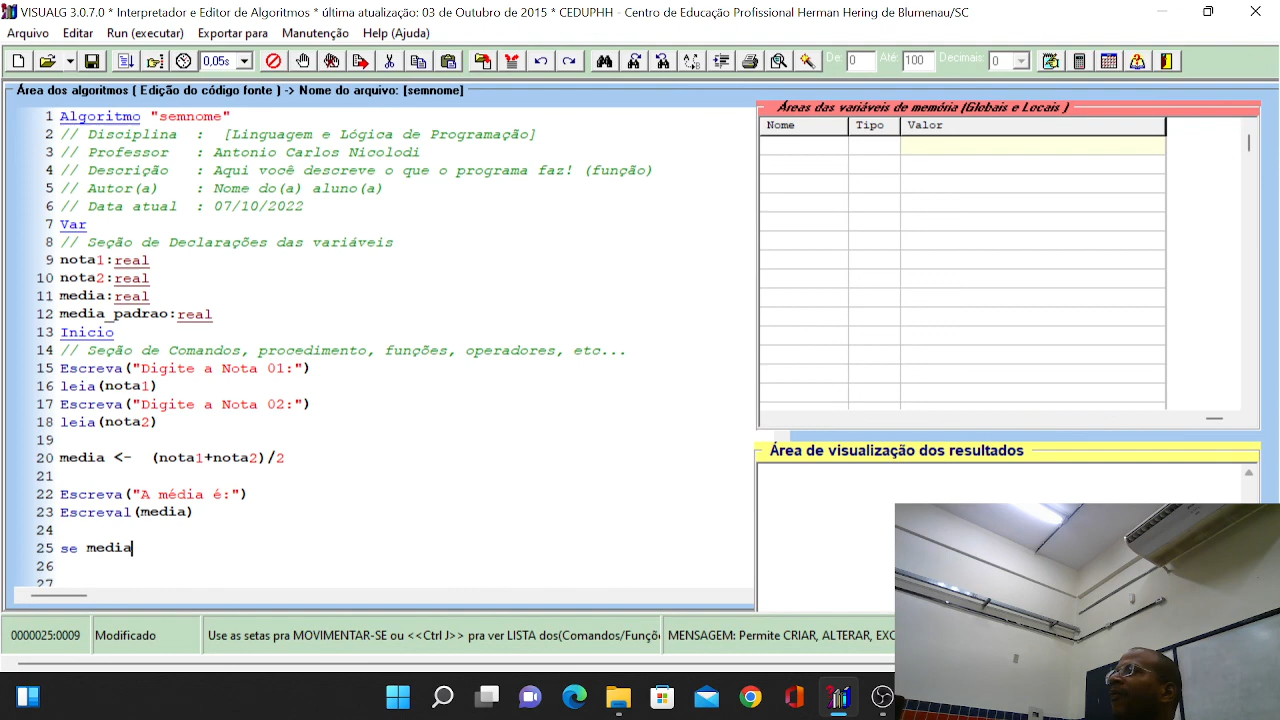 VISUALG 3.0.7.0 * Interpretador e Editor de Algoritmos * última atualização: 03 de Outubro de 2015 * CEDUPHH - Centro de Educação Profissional Herman Hering de Blumenau/SC
Arquivo Editar Run (executar) Exportar para Manutenção Help (Ajuda)
0,05s De: 0 Até: 100 Decimais: 0
Área dos algoritmos ( Edição do código fonte ) -> Nome do arquivo: [semnome]
Áreas das variáveis de memória (Globais e Locais )
Nome Tipo Valor
1 Algoritmo "semnome"
2 // Disciplina : [Linguagem e Lógica de Programação]
3 // Professor : Antonio Carlos Nicolodi
4 // Descrição : Aqui você descreve o que o programa faz! (função)
5 // Autor(a) : Nome do(a) aluno(a)
6 // Data atual : 07/10/2022
7 Var
8 // Seção de Declarações das variáveis
9 nota1:real
10 nota2:real
11 media:real
12 media_padrao:real
13 Inicio
14 // Seção de Comandos, procedimento, funções, operadores, etc...
15 Escreva("Digite a Nota 01:")
16 leia(nota1)
17 Escreva("Digite a Nota 02:")
18 leia(nota2)
19
20 media <- (nota1+nota2)/2
21
22 Escreva("A média é:")
23 Escreval(media)
24
25 se media
26
27
Área de visualização dos resultados
0000025:0009 Modificado Use as setas pra MOVIMENTAR-SE ou <<Ctrl J>> pra ver LISTA dos(Comandos/Funçõe MENSAGEM: Permite CRIAR, ALTERAR, EXC